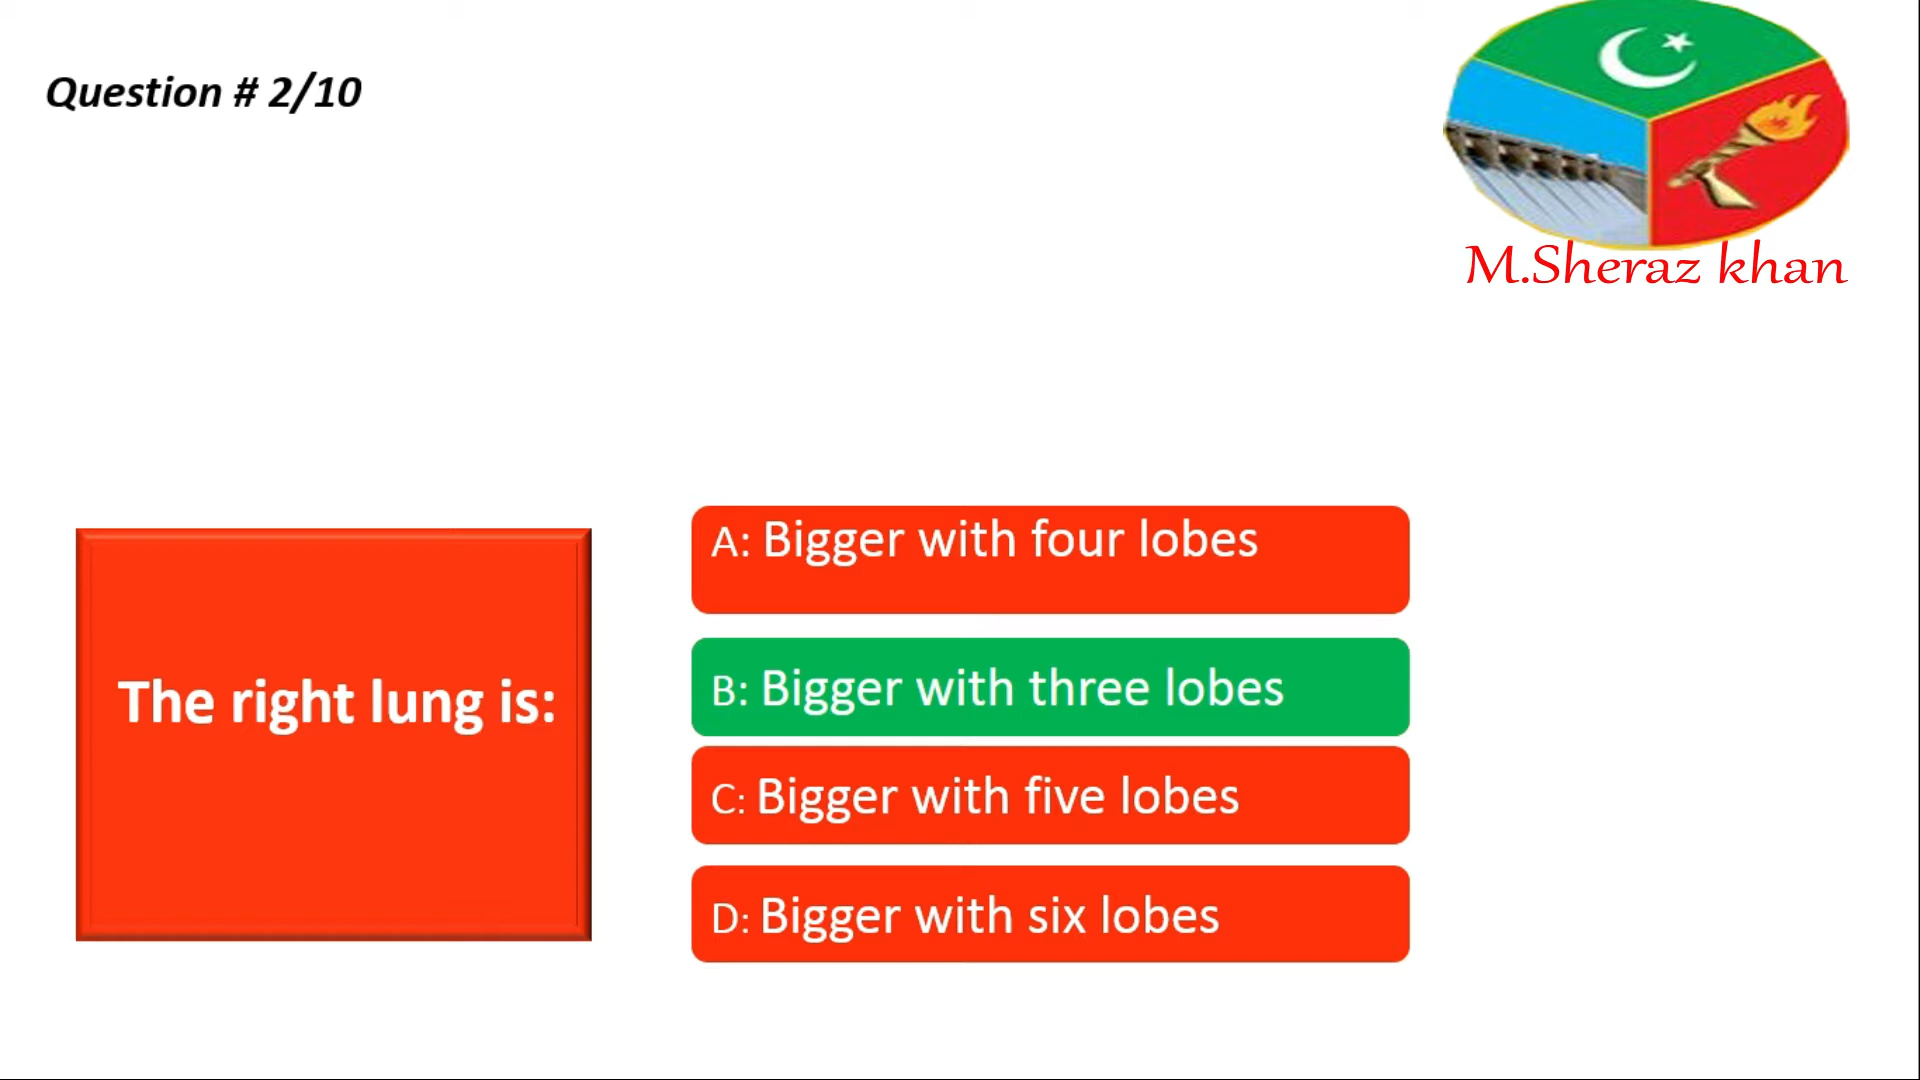 Question # 2/10
M.Sheraz khan
The right lung is:
A: Bigger with four lobes
B: Bigger with three lobes
C: Bigger with five lobes
D: Bigger with six lobes